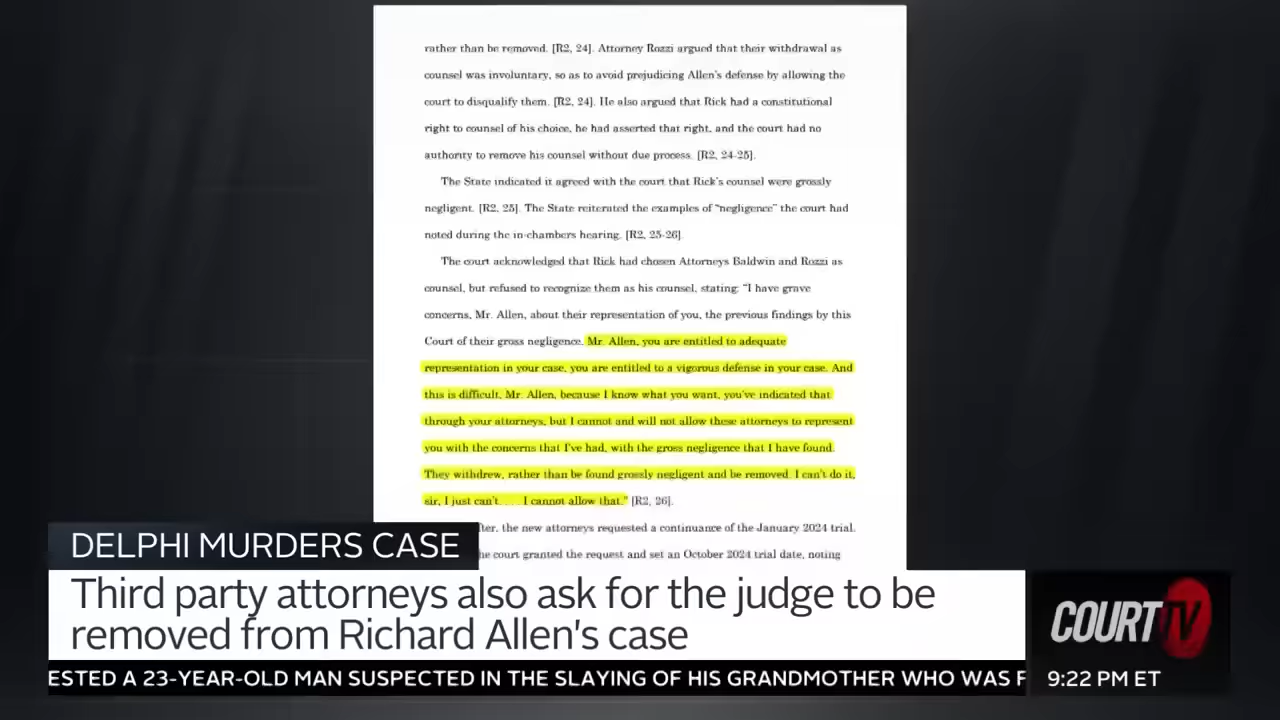 rather than be removed. [R2, 24]. Attorney Rozzi argued that their withdrawal as
counsel was involuntary, so as to avoid prejudicing Allen's defense by allowing the
court to disqualify them. [R2, 24]. He also argued that Rick had a constitutional
right to counsel of his choice, he had asserted that right, and the court had no
authority to remove his counsel without due process. [R2, 24-25].
The State indicated it agreed with the court that Rick's counsel were grossly
negligent. [R2, 25]. The State reiterated the examples of "negligence" the court had
noted during the in-chambers hearing. [R2, 25-26].
The court acknowledged that Rick had chosen Attorneys Baldwin and Rozzi as
counsel, but refused to recognize them as his counsel, stating: "I have grave
concerns, Mr. Allen, about their representation of you, the previous findings by this
Court of their gross negligence. Mr. Allen, you are entitled to adequate
representation in your case, you are entitled to a vigorous defense in your case. And
this is difficult, Mr. Allen, because I know what you want, you've indicated that
through your attorneys, but I cannot and will not allow these attorneys to represent
you with the concerns that I've had, with the gross negligence that I have found.
They withdrew, rather than be found grossly negligent and be removed. I can't do it,
sir, I just can't. . . . I cannot allow that." [R2, 26].
the new attorneys requested a continuance of the January 2024 trial.
court granted the request and set an October 2024 trial date, noting
DELPHI MURDERS CASE
Third party attorneys also ask for the judge to be
removed from Richard Allen's case
COURT TV
ESTED A 23-YEAR-OLD MAN SUSPECTED IN THE SLAYING OF HIS GRANDMOTHER WHO WAS F
9:22 PM ET